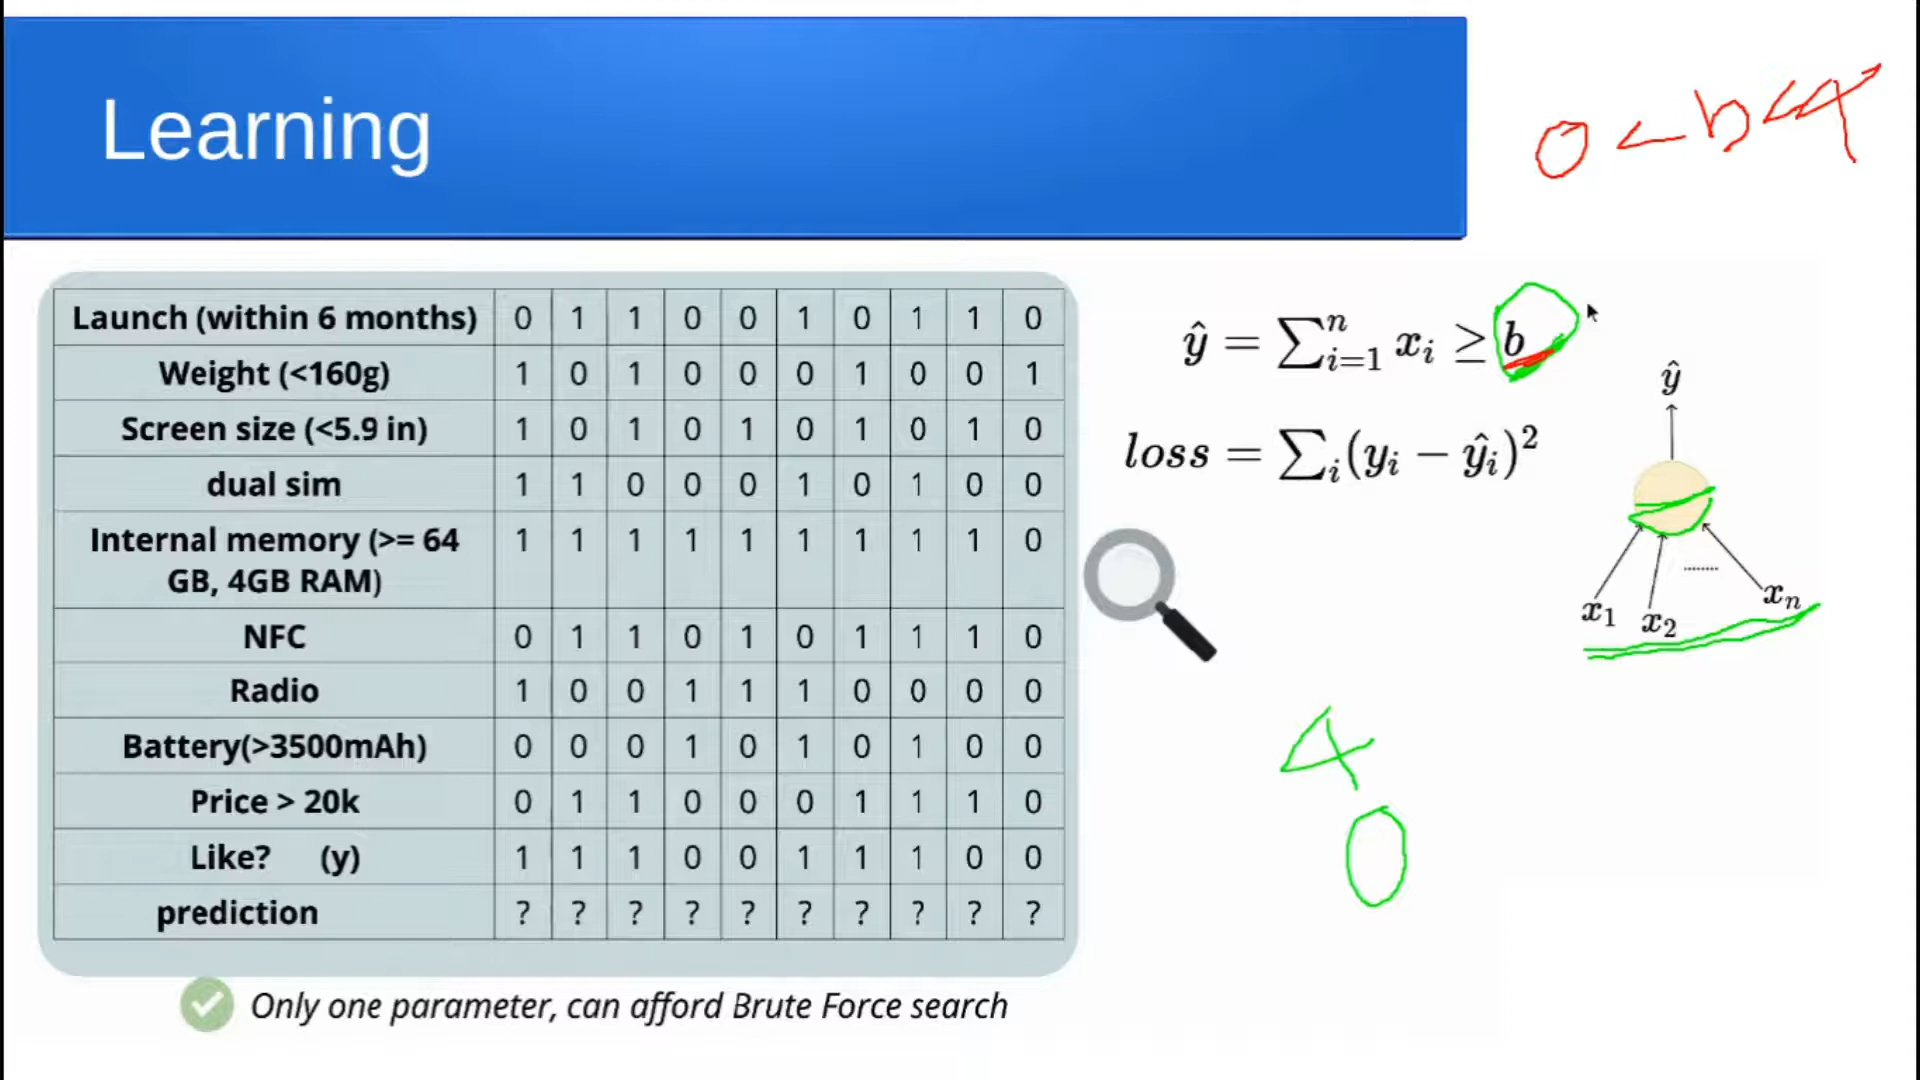 Learning
0 < b < 4
Launch (within 6 months) 0 1 1 0 0 1 0 1 1 0
Weight (<160g) 1 0 1 0 0 0 1 0 0 1
Screen size (<5.9 in) 1 0 1 0 1 0 1 0 1 0
dual sim 1 1 0 0 0 1 0 1 0 0
Internal memory (>= 64 1 1 1 1 1 1 1 1 1 0
GB, 4GB RAM)
NFC 0 1 1 0 1 0 1 1 1 0
Radio 1 0 0 1 1 1 0 0 0 0
Battery(>3500mAh) 0 0 0 1 0 1 0 1 0 0
Price > 20k 0 1 1 0 0 0 1 1 1 0
Like? (y) 1 1 1 0 0 1 1 1 0 0
prediction ? ? ? ? ? ? ? ? ? ?
Only one parameter, can afford Brute Force search
ŷ = ∑ⁿᵢ₌₁ xᵢ ≥ b
loss = ∑ᵢ(yᵢ − ŷᵢ)²
ŷ
........
x₁ x₂ xₙ
4
0